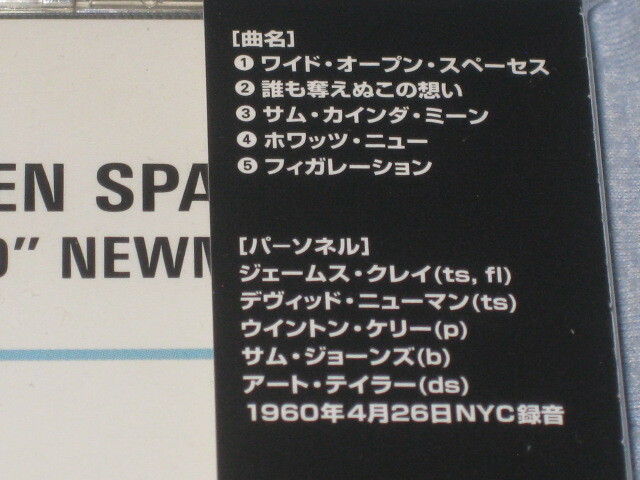 [曲名]
❶ワイド・オープン・スペーセス
❷誰も奪えぬこの想い
❸サム・カインダ・ミーン
❹ホワッツ・ニュー
❺フィガレーション
EN SPA
D" NEWM
[パーソネル]
ジェームス・クレイ(ts, fl)
デヴィッド・ニューマン(ts)
ウイントン・ケリー(p)
サム・ジョーンズ(b)
アート・テイラー(ds)
1960年4月26日NYC録音